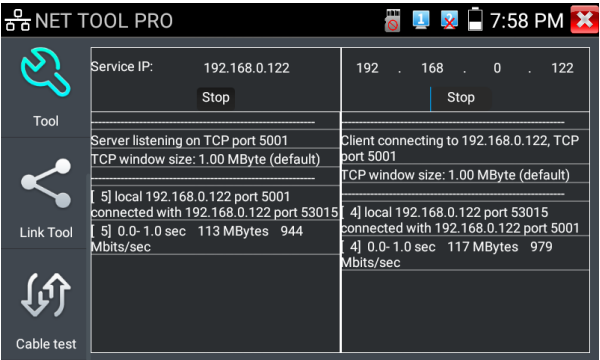 NET TOOL PRO
1
2
7:58 PM
Tool
Link Tool
Cable test
Service IP: 192.168.0.122
Stop
Server listening on TCP port 5001
TCP window size: 1.00 MByte (default)
[ 5] local 192.168.0.122 port 5001
connected with 192.168.0.122 port 53015
[ 5] 0.0- 1.0 sec 113 MBytes 944
Mbits/sec
192 . 168 . 0 . 122
Stop
Client connecting to 192.168.0.122, TCP
port 5001
TCP window size: 1.00 MByte (default)
[ 4] local 192.168.0.122 port 53015
connected with 192.168.0.122 port 5001
[ 4] 0.0- 1.0 sec 117 MBytes 979
Mbits/sec